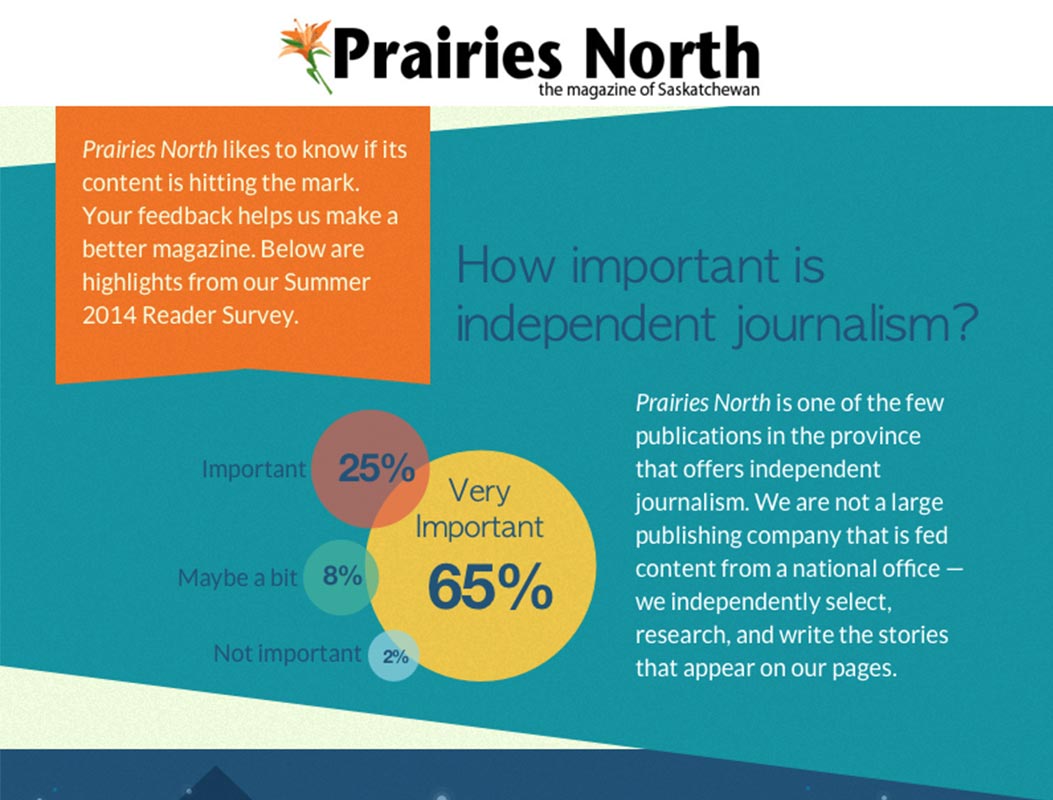 Prairies North
the magazine of Saskatchewan
Prairies North likes to know if its
content is hitting the mark.
Your feedback helps us make a
better magazine. Below are
highlights from our Summer
2014 Reader Survey.
How important is
independent journalism?
Important
25%
Very
Important
65%
Maybe a bit
8%
Not important
2%
Prairies North is one of the few
publications in the province
that offers independent
journalism. We are not a large
publishing company that is fed
content from a national office —
we independently select,
research, and write the stories
that appear on our pages.